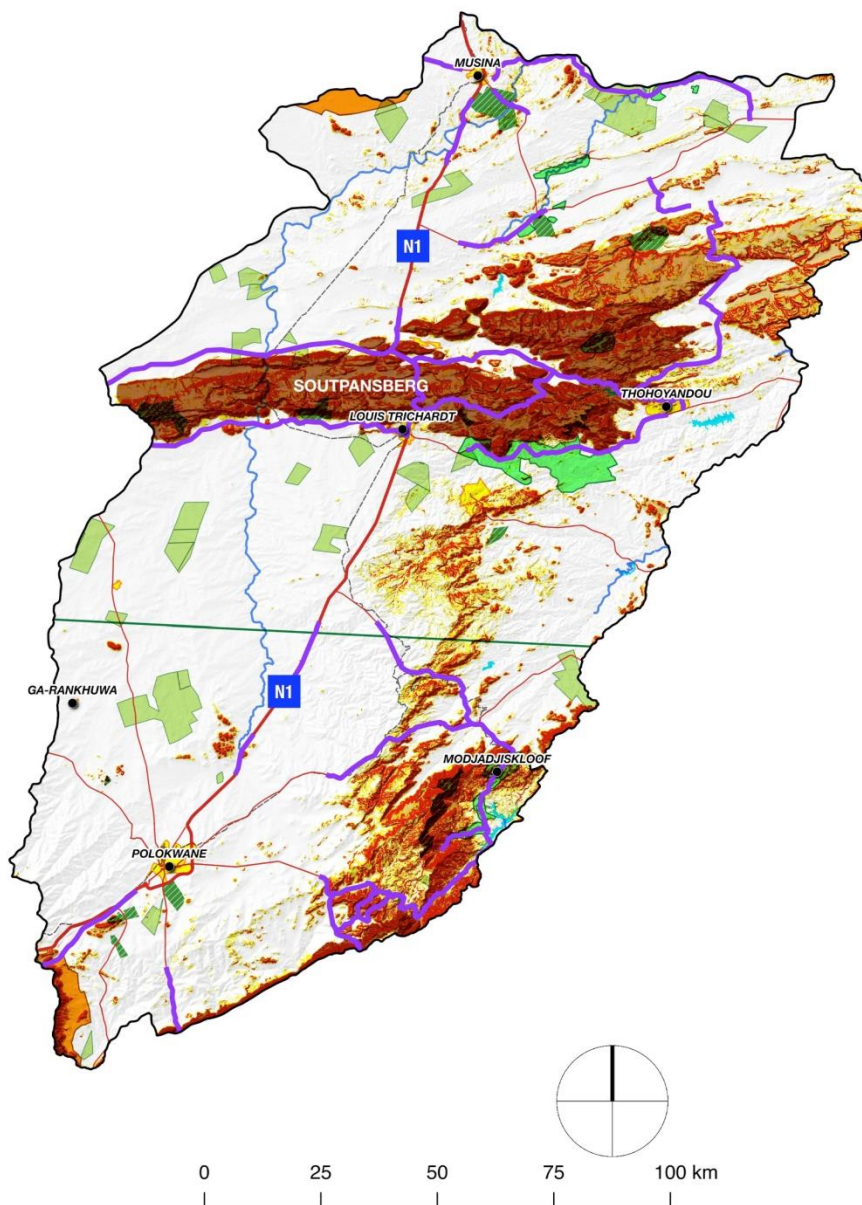 MUSINA
N1
SOUTPANSBERG
THOHOYANDOU
LOUIS TRICHARDT
GA-RANKHUWA
N1
MODJADJISKLOOF
POLOKWANE
0 25 50 75 100 km